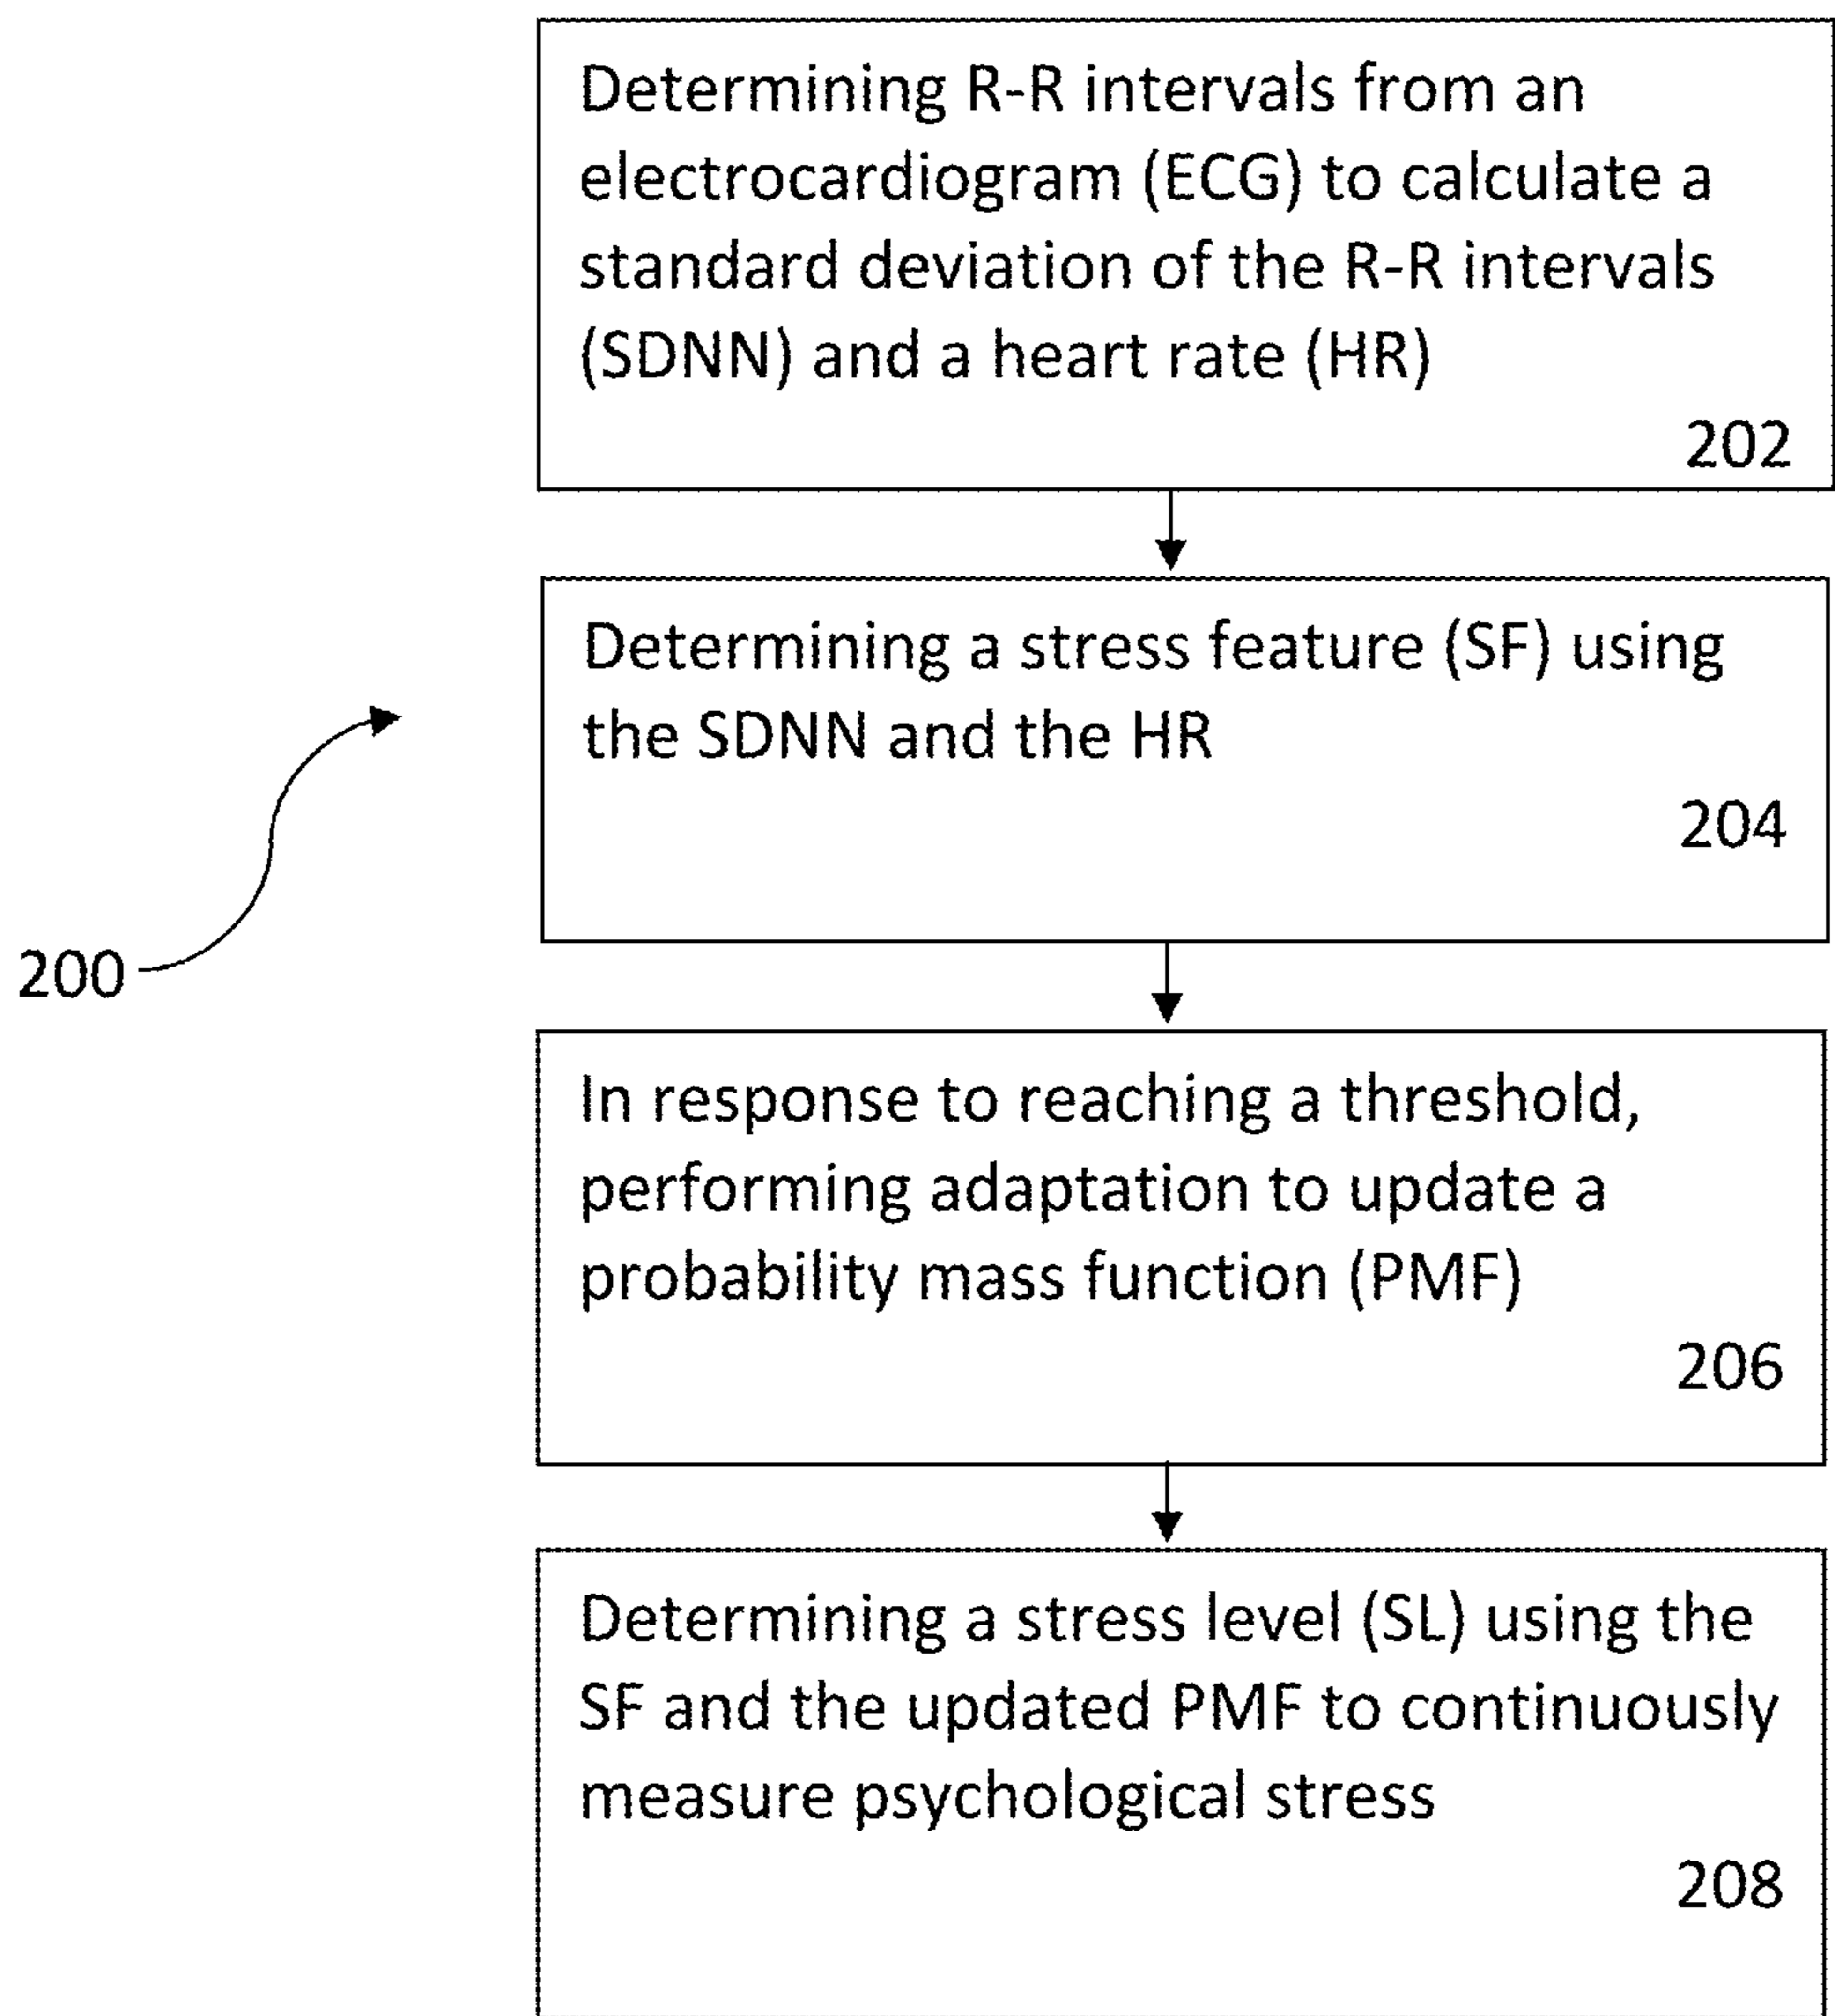 Determining R-R intervals from an
electrocardiogram (ECG) to calculate a
standard deviation of the R-R intervals
(SDNN) and a heart rate (HR)
202
Determining a stress feature (SF) using
the SDNN and the HR
204
200
In response to reaching a threshold,
performing adaptation to update a
probability mass function (PMF)
206
Determining a stress level (SL) using the
SF and the updated PMF to continuously
measure psychological stress
208